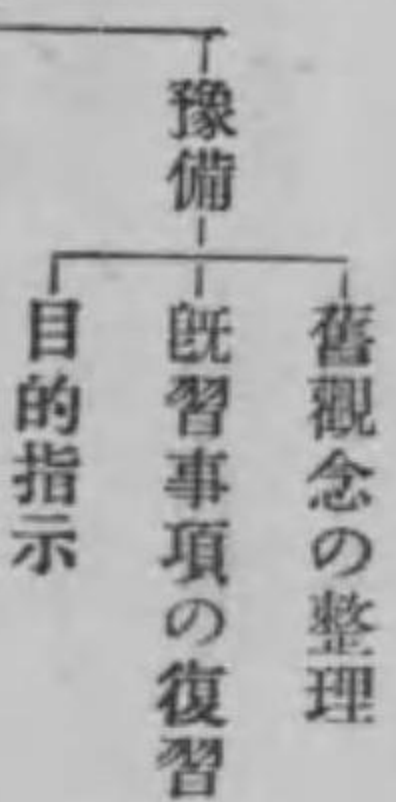 豫備
舊觀念の整理
既習事項の復習
目的指示